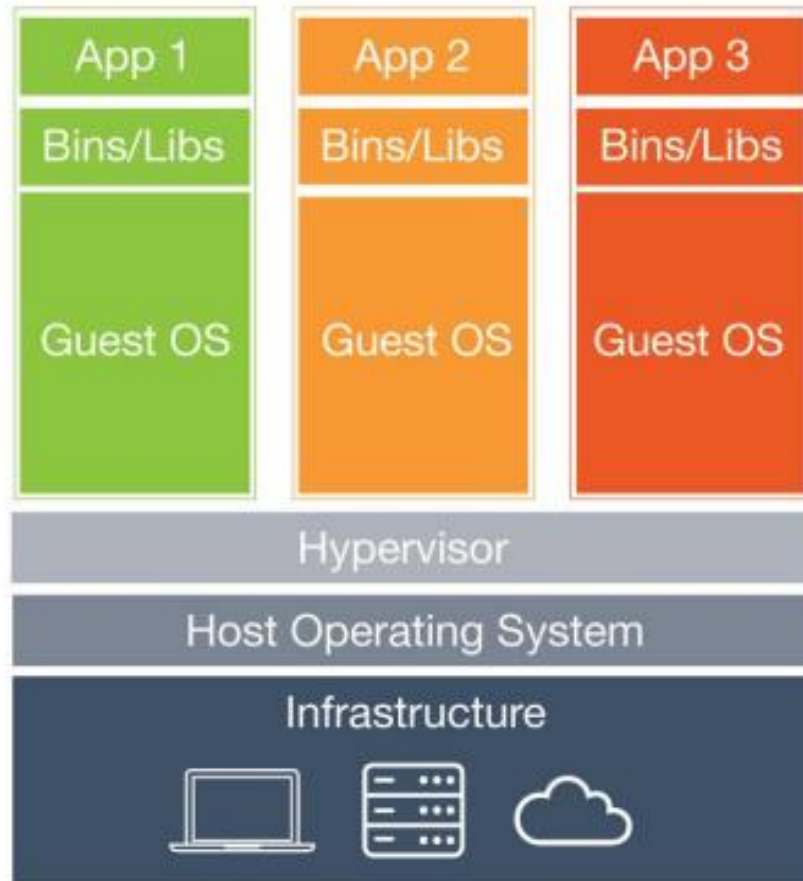 App 1
App 2
App 3
Bins/Libs
Bins/Libs
Bins/Libs
Guest OS
Guest OS
Guest OS
Hypervisor
Host Operating System
Infrastructure